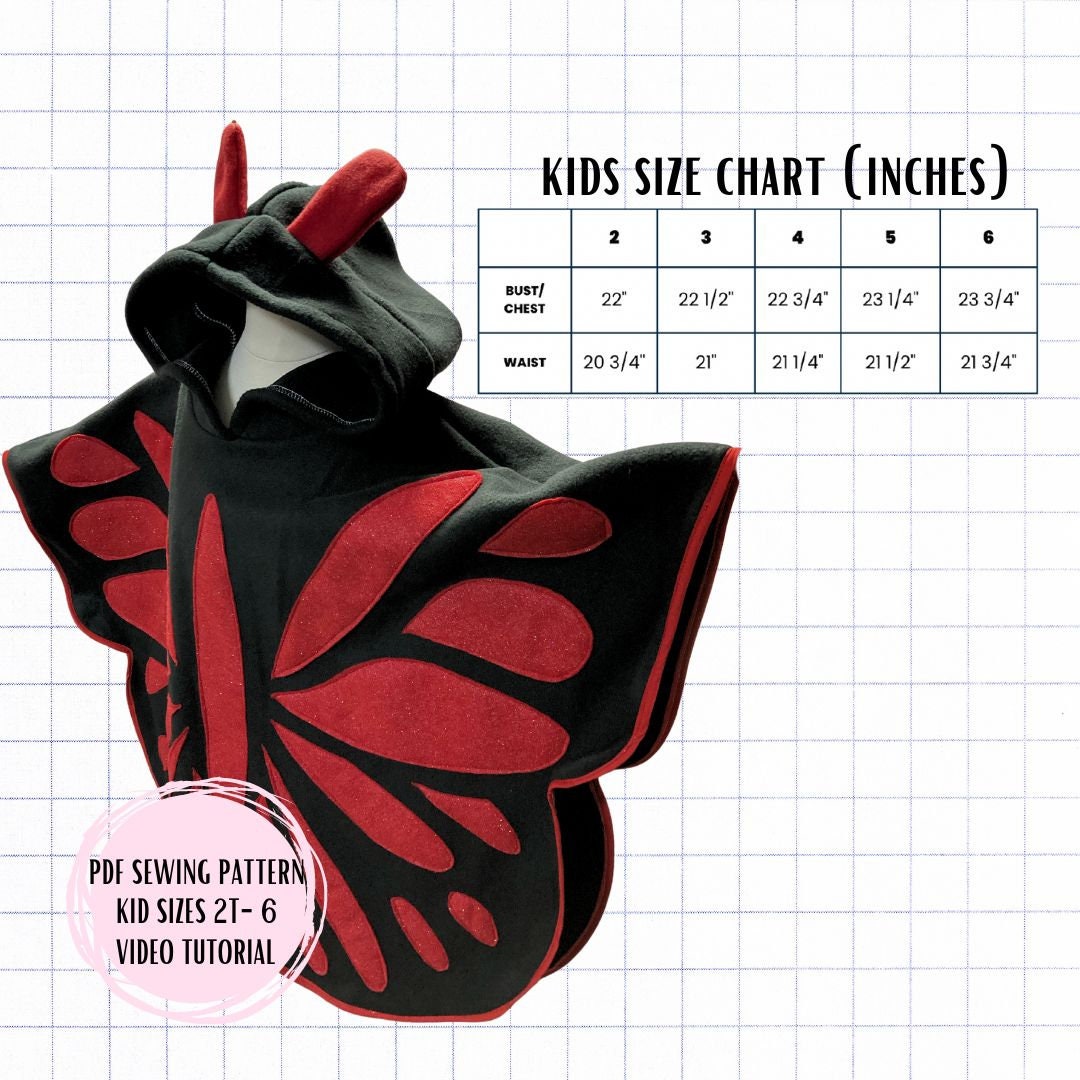 KIDS SIZE CHART (INCHES)
2 3 4 5 6
BUST/
CHEST 22" 22 1/2" 22 3/4" 23 1/4" 23 3/4"
WAIST 20 3/4" 21" 21 1/4" 21 1/2" 21 3/4"
PDF SEWING PATTERN
KID SIZES 2T- 6
VIDEO TUTORIAL